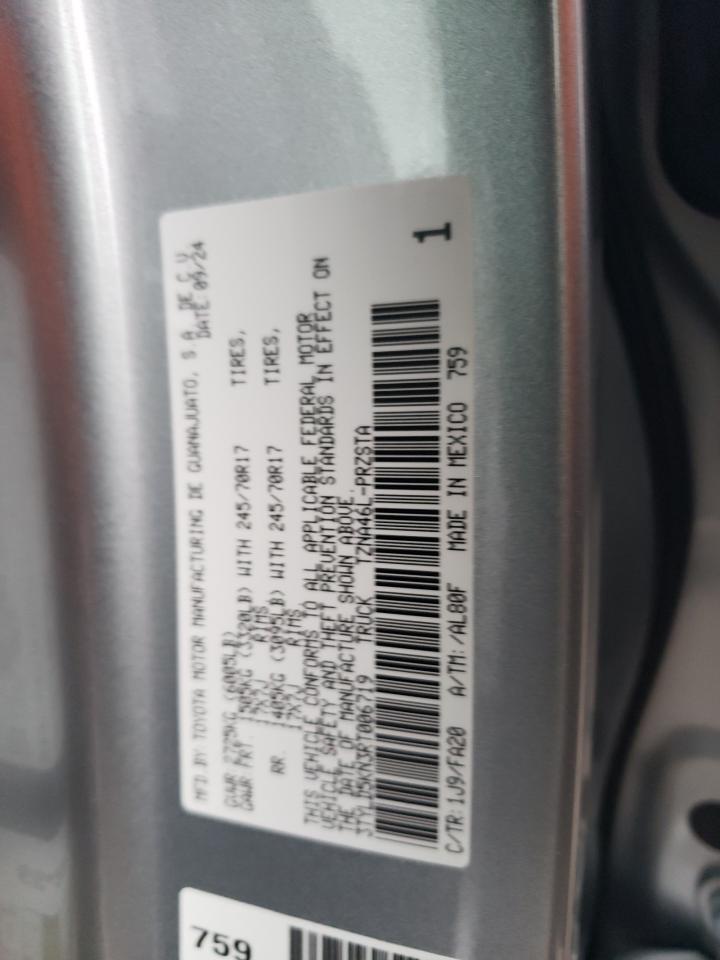 MFD.BY: TOYOTA MOTOR MANUFACTURING DE GUANAJUATO, S.A. DE C.V.
DATE: 09/24
GVWR 2725KG (6005LB)
GAWR FRT. 1505KG (3320LB) WITH 245/70R17 TIRES,
RIMS
RR. 1405KG (3095LB) WITH 245/70R17 TIRES,
RIMS
THIS VEHICLE CONFORMS TO ALL APPLICABLE FEDERAL MOTOR
VEHICLE SAFETY AND THEFT PREVENTION STANDARDS IN EFFECT ON
THE DATE OF MANUFACTURE SHOWN ABOVE.
TRUCK TZNA46L-PRZSTA
1
C/TR: 1J9/FA20 A/TM: /AL80F MADE IN MEXICO 759
759